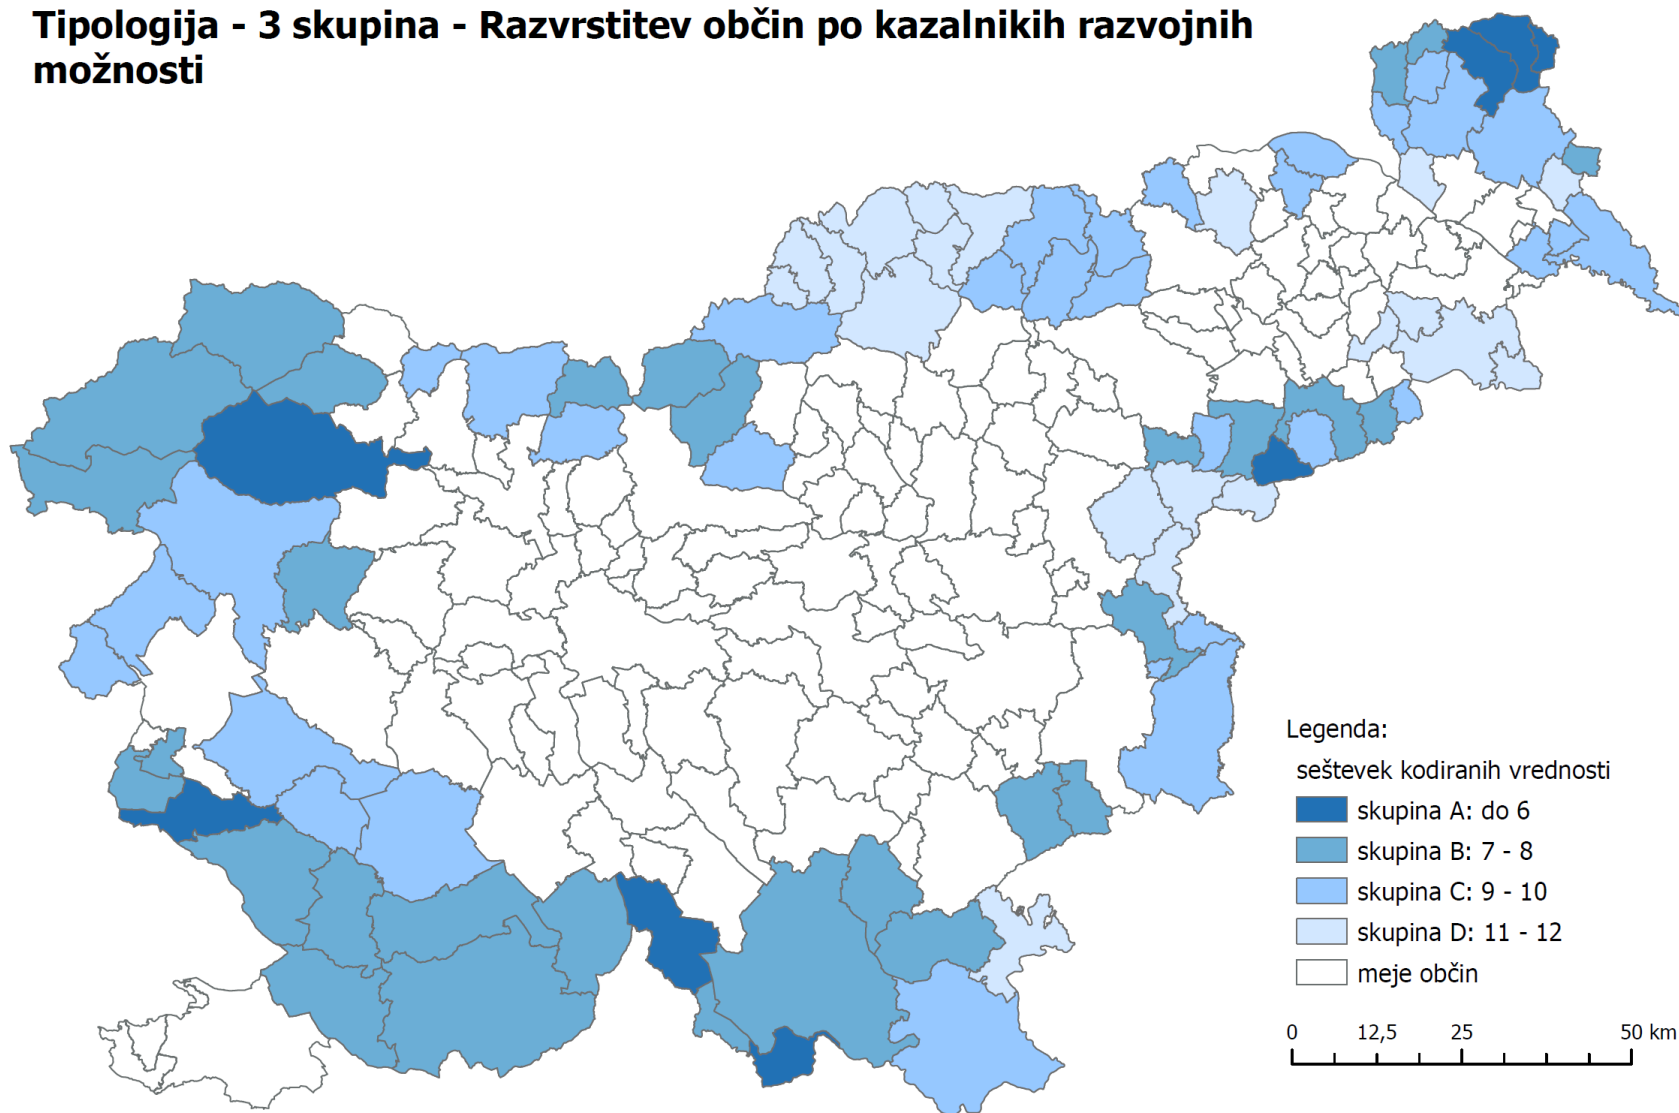 Tipologija - 3 skupina - Razvrstitev občin po kazalnikih razvojnih
možnosti
Legenda:
seštevek kodiranih vrednosti
skupina A: do 6
skupina B: 7 - 8
skupina C: 9 - 10
skupina D: 11 - 12
meje občin
0 12,5 25 50 km